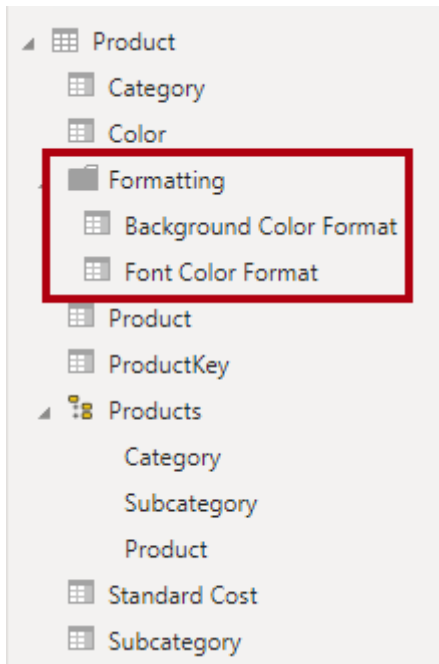 Product
Category
Color
Formatting
Background Color Format
Font Color Format
Product
ProductKey
Products
Category
Subcategory
Product
Standard Cost
Subcategory